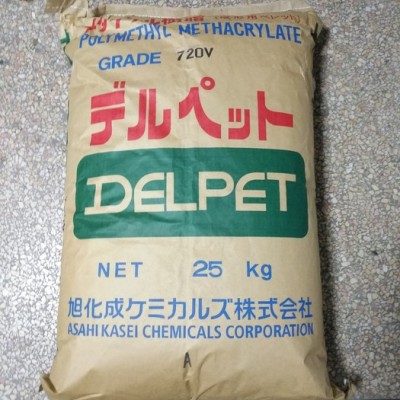 POLYMETHYL METHACRYLATE
GRADE 720V
デルペット
DELPET
NET 25 kg
旭化成ケミカルズ株式会社
ASAHI KASEI CHEMICALS CORPORATION
A